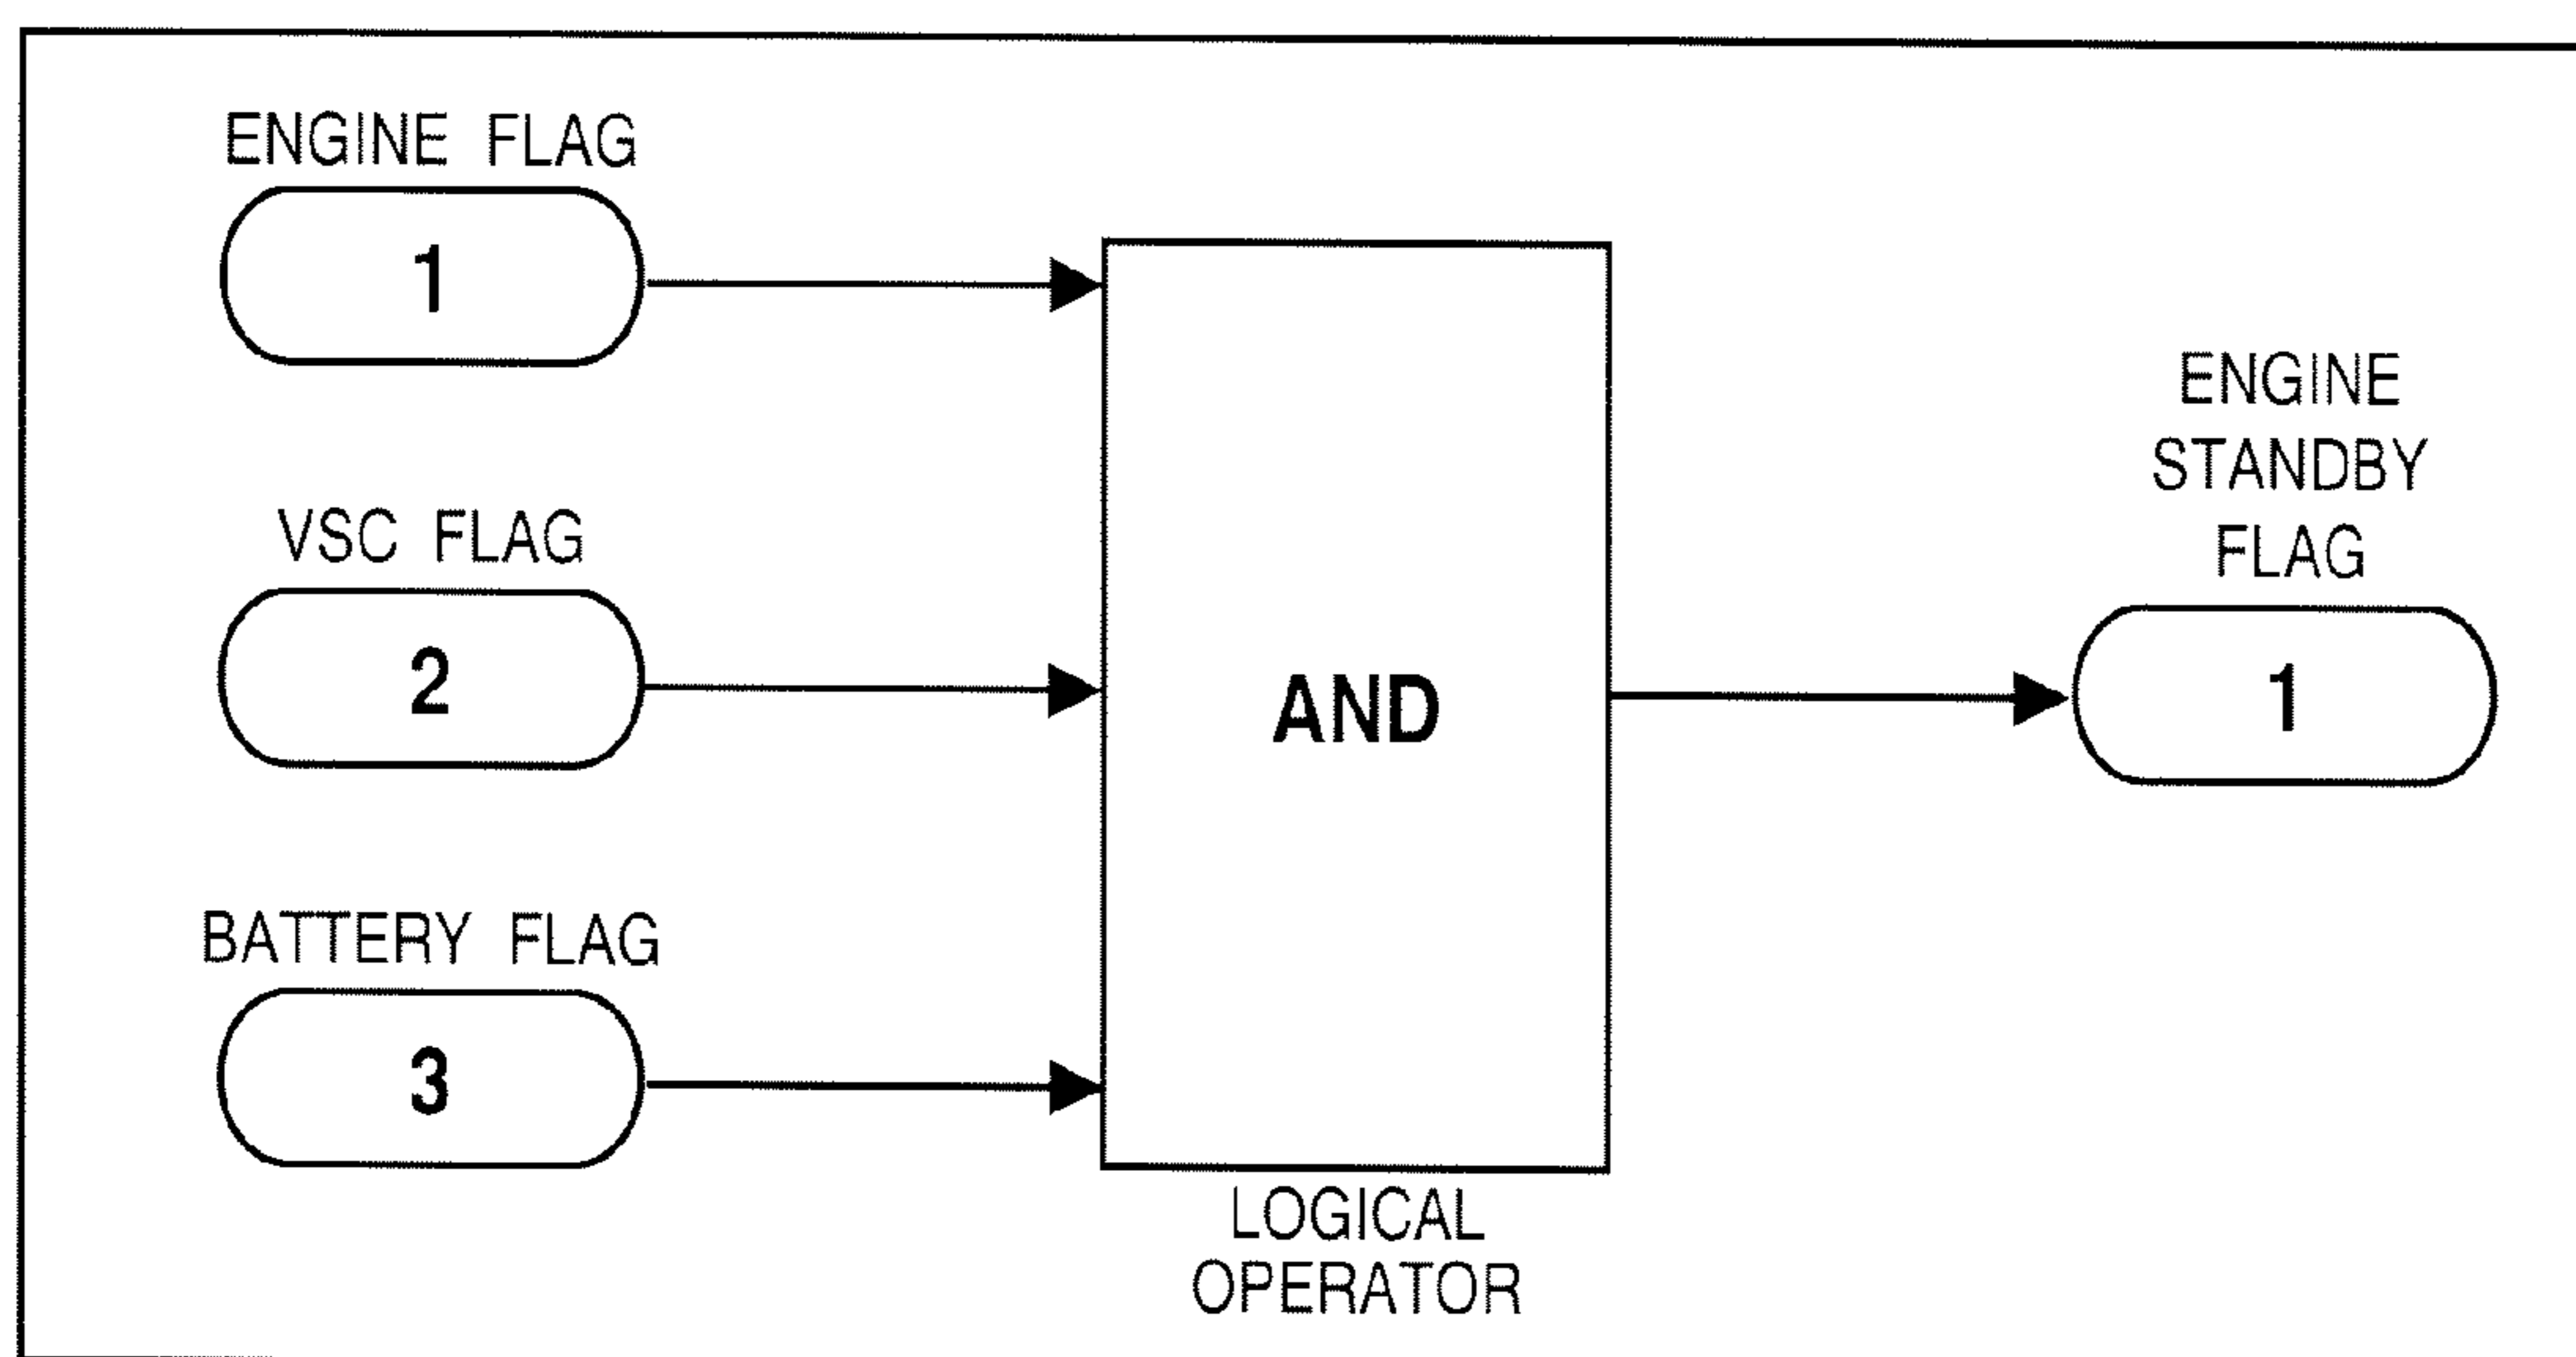 ENGINE FLAG
1
VSC FLAG
2
BATTERY FLAG
3
AND
LOGICAL
OPERATOR
ENGINE
STANDBY
FLAG
1